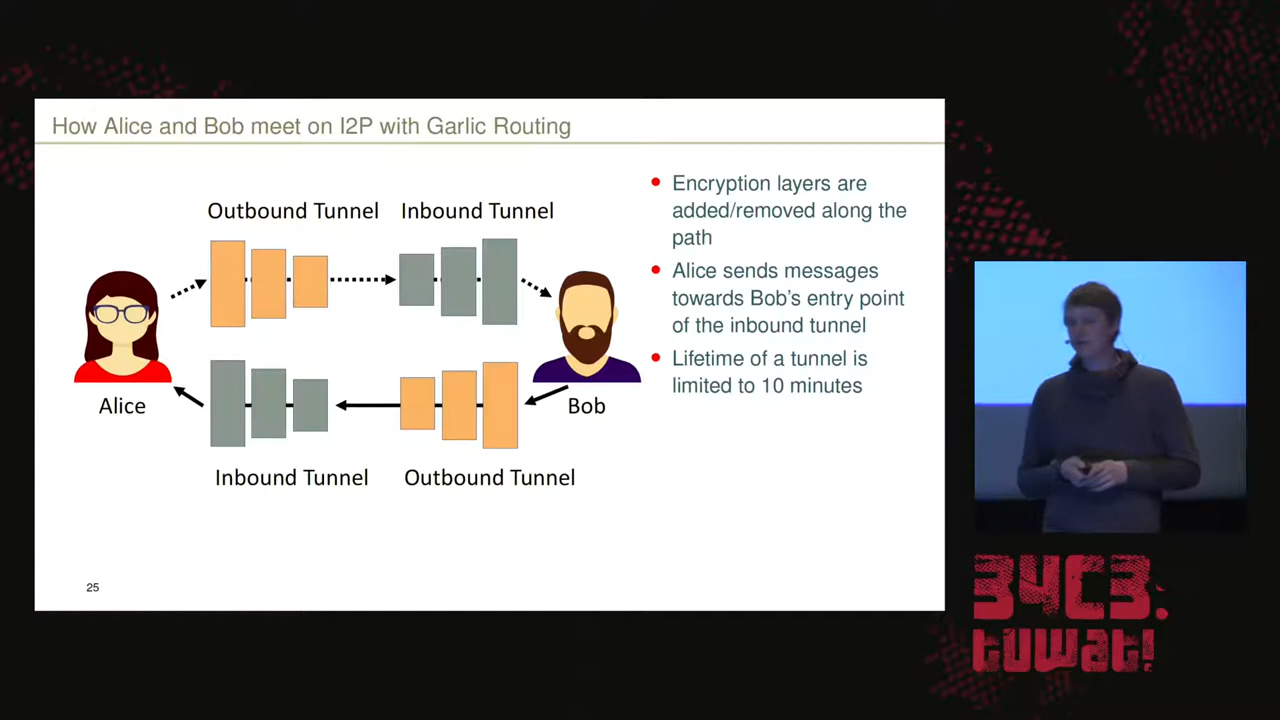 How Alice and Bob meet on I2P with Garlic Routing
Outbound Tunnel
Inbound Tunnel
Alice
Bob
Inbound Tunnel
Outbound Tunnel
Encryption layers are
added/removed along the
path
Alice sends messages
towards Bob's entry point
of the inbound tunnel
Lifetime of a tunnel is
limited to 10 minutes
25
34C3.
tuwat!